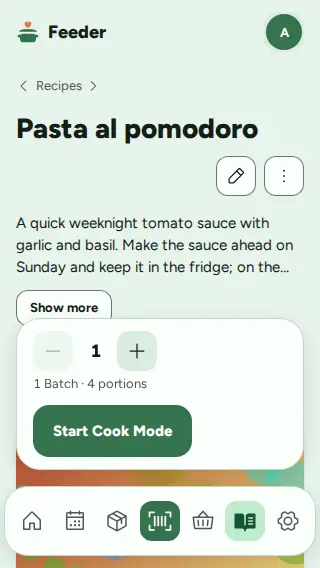 Feeder
A
Recipes
Pasta al pomodoro
A quick weeknight tomato sauce with
garlic and basil. Make the sauce ahead on
Sunday and keep it in the fridge; on the…
Show more
1
1 Batch · 4 portions
Start Cook Mode